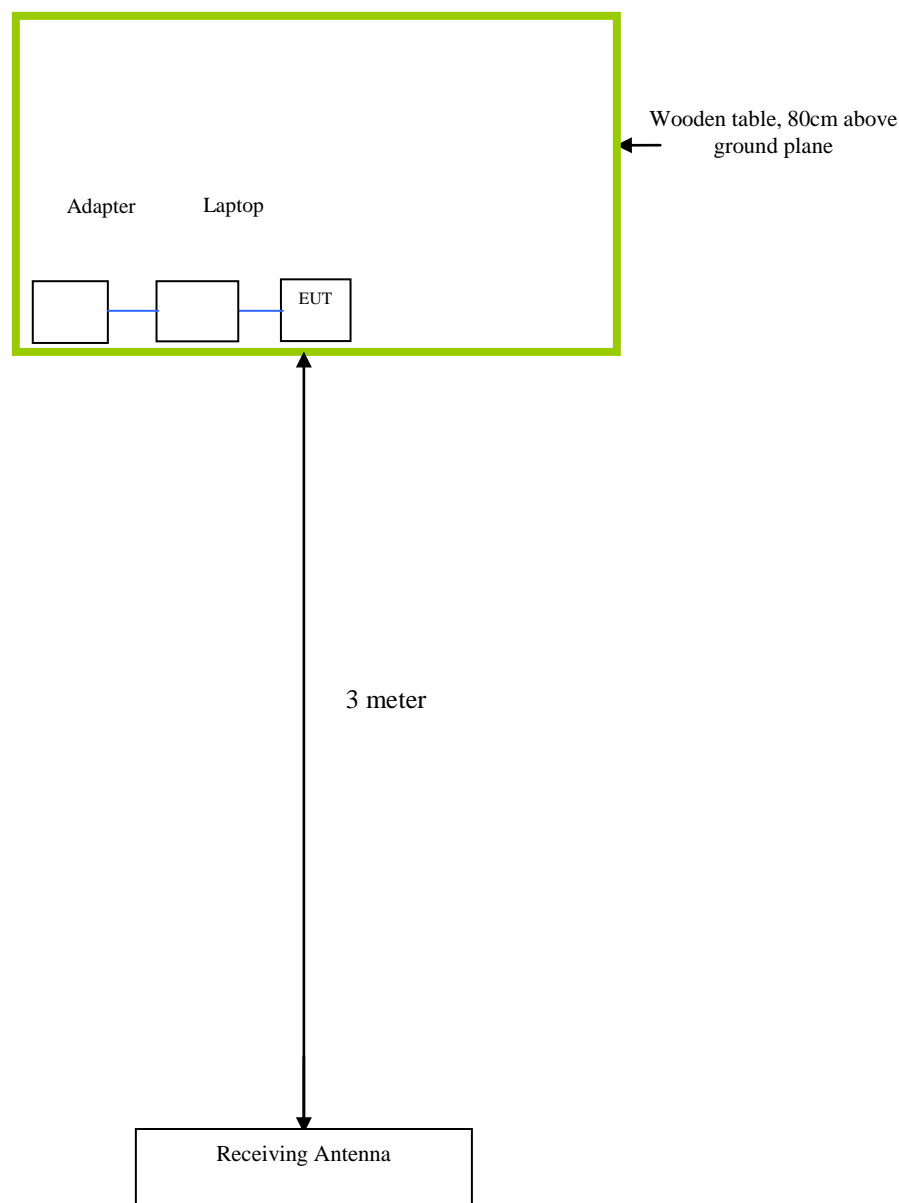 Wooden table, 80cm above
ground plane
Adapter
Laptop
EUT
3 meter
Receiving Antenna